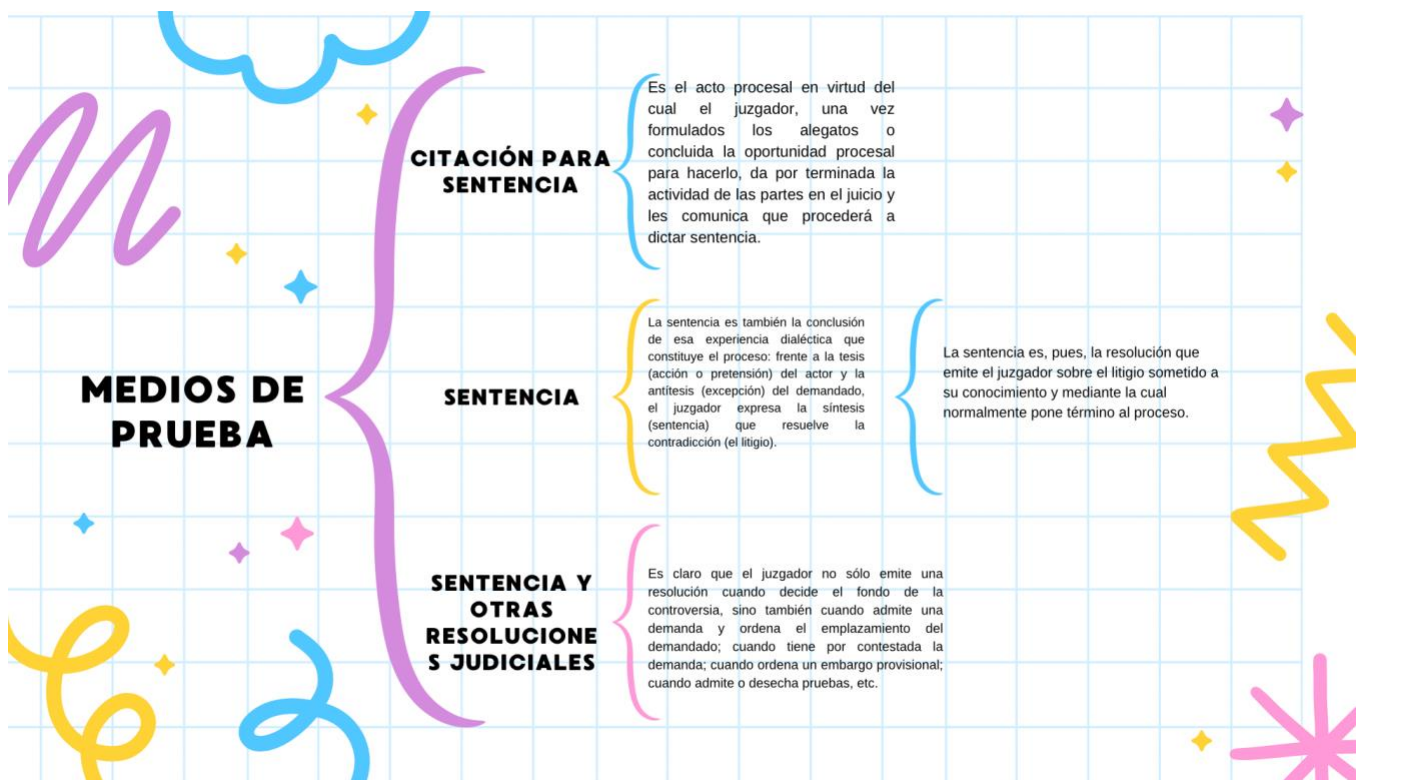 MEDIOS DE
PRUEBA
CITACIÓN PARA
SENTENCIA
Es el acto procesal en virtud del
cual el juzgador, una vez
formulados los alegatos o
concluida la oportunidad procesal
para hacerlo, da por terminada la
actividad de las partes en el juicio y
les comunica que procederá a
dictar sentencia.
SENTENCIA
La sentencia es también la conclusión
de esa experiencia dialéctica que
constituye el proceso: frente a la tesis
(acción o pretensión) del actor y la
antítesis (excepción) del demandado,
el juzgador expresa la síntesis
(sentencia) que resuelve la
contradicción (el litigio).
La sentencia es, pues, la resolución que
emite el juzgador sobre el litigio sometido a
su conocimiento y mediante la cual
normalmente pone término al proceso.
SENTENCIA Y
OTRAS
RESOLUCIONE
S JUDICIALES
Es claro que el juzgador no sólo emite una
resolución cuando decide el fondo de la
controversia, sino también cuando admite una
demanda y ordena el emplazamiento del
demandado; cuando tiene por contestada la
demanda; cuando ordena un embargo provisional;
cuando admite o desecha pruebas, etc.